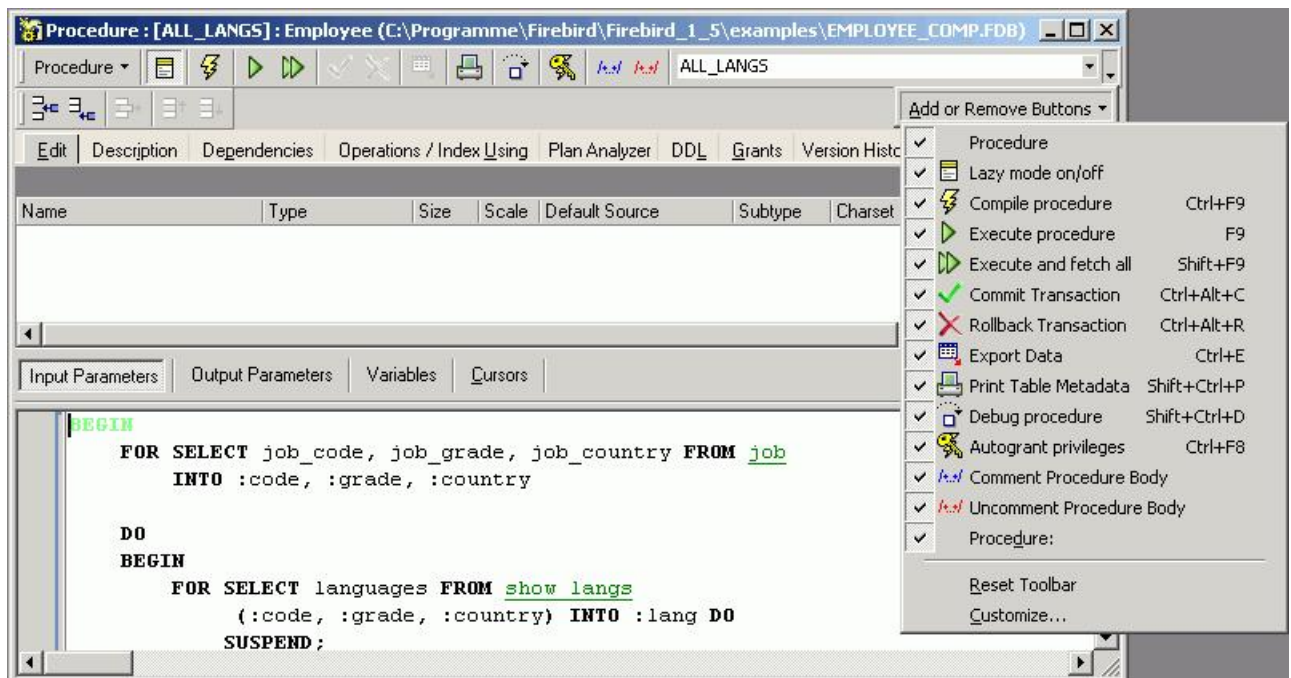 Procedure : [ALL_LANGS] : Employee (C:\Programme\Firebird\Firebird_1_5\examples\EMPLOYEE_COMP.FDB)
Procedure ALL_LANGS
Add or Remove Buttons
Edit Description Dependencies Operations / Index Using Plan Analyzer DDL Grants Version Histo
Name Type Size Scale Default Source Subtype Charset
Input Parameters Output Parameters Variables Cursors
BEGIN
FOR SELECT job_code, job_grade, job_country FROM job
INTO :code, :grade, :country
DO
BEGIN
FOR SELECT languages FROM show_langs
(:code, :grade, :country) INTO :lang DO
SUSPEND;
Procedure
Lazy mode on/off
Compile procedure Ctrl+F9
Execute procedure F9
Execute and fetch all Shift+F9
Commit Transaction Ctrl+Alt+C
Rollback Transaction Ctrl+Alt+R
Export Data Ctrl+E
Print Table Metadata Shift+Ctrl+P
Debug procedure Shift+Ctrl+D
Autogrant privileges Ctrl+F8
Comment Procedure Body
Uncomment Procedure Body
Procedure:
Reset Toolbar
Customize...